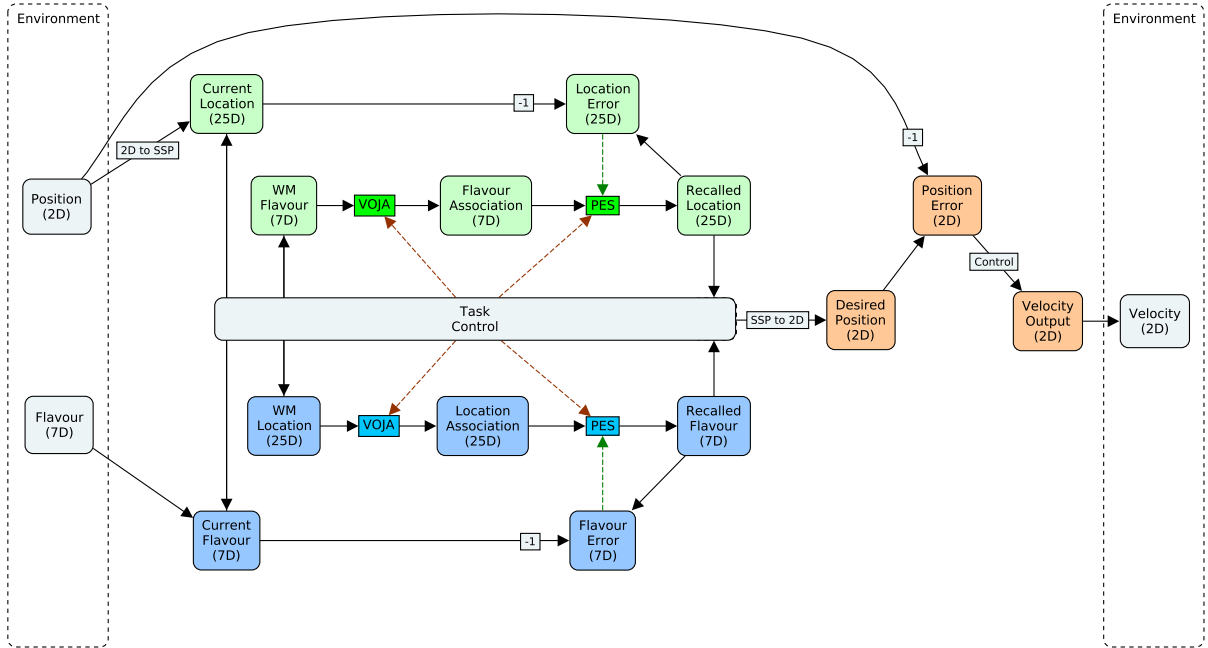 Environment
Environment
Current
Location
(25D)
-1
Location
Error
(25D)
-1
2D to SSP
Position
(2D)
WM
Flavour
(7D)
VOJA
Flavour
Association
(7D)
PES
Recalled
Location
(25D)
Position
Error
(2D)
Control
Task
Control
SSP to 2D
Desired
Position
(2D)
Velocity
Output
(2D)
Velocity
(2D)
Flavour
(7D)
WM
Location
(25D)
VOJA
Location
Association
(25D)
PES
Recalled
Flavour
(7D)
Current
Flavour
(7D)
-1
Flavour
Error
(7D)